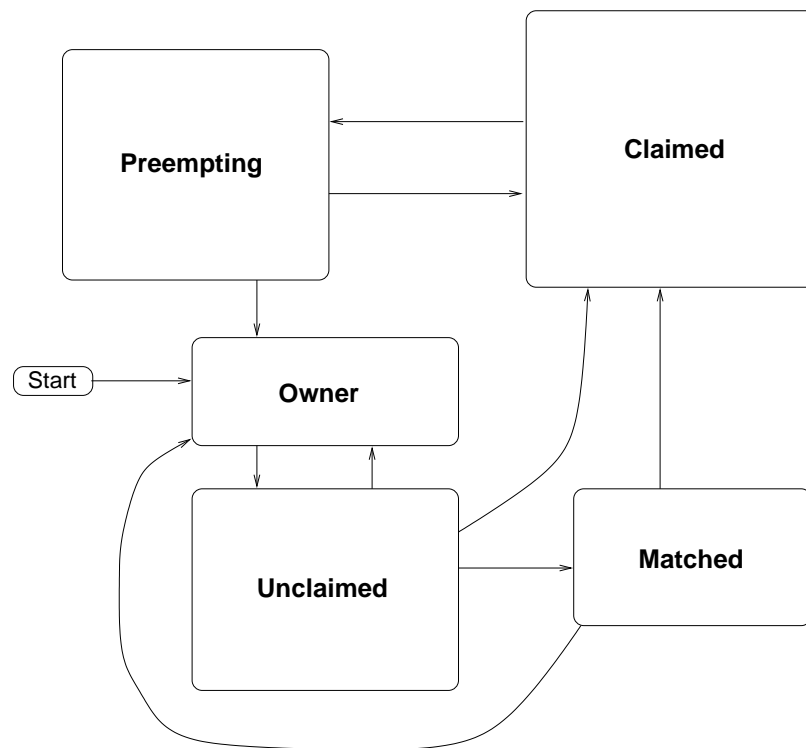 Claimed
Preempting
Start
Owner
Matched
Unclaimed